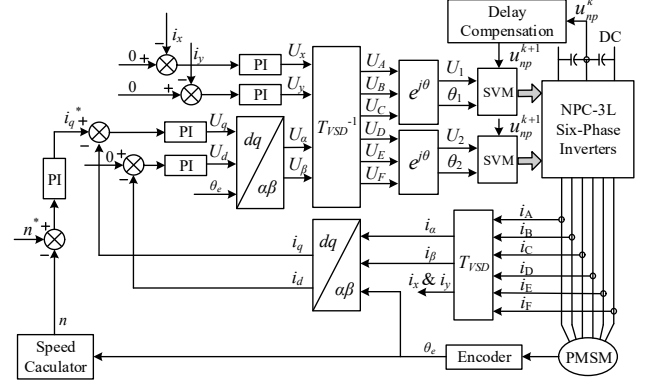 Delay
Compensation
u_np^k
DC
i_x
i_y
0 +
−
PI
U_x
0 +
−
PI
U_y
u_np^{k+1}
U_A
U_B
U_C
U_D
U_E
U_F
e^{jθ}
U_1
θ_1
SVM
e^{jθ}
U_2
θ_2
SVM
u_np^{k+1}
NPC-3L
Six-Phase
Inverters
T_VSD^{-1}
i_q^* +
−
PI
U_q
0 +
−
PI
U_d
θ_e
dq
αβ
U_α
U_β
PI
n^* +
−
n
i_q
i_d
dq
αβ
i_α
i_β
i_x & i_y
T_VSD
i_A
i_B
i_C
i_D
i_E
i_F
Speed
Caculator
θ_e
Encoder
PMSM